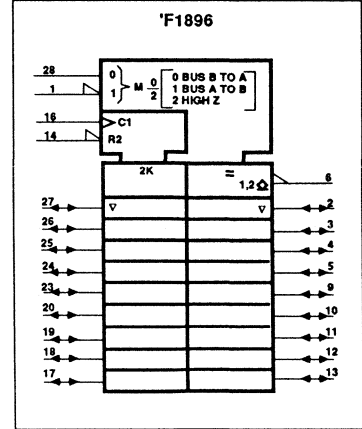 'F1896
28 0 0 BUS B TO A
M 0/2 1 BUS A TO B
1 1 2 HIGH Z
16 C1
14 R2
2K =
1,2 6
27 ▽ ▽ 2
26 3
25 4
24 5
23 9
20 10
19 11
18 12
17 13